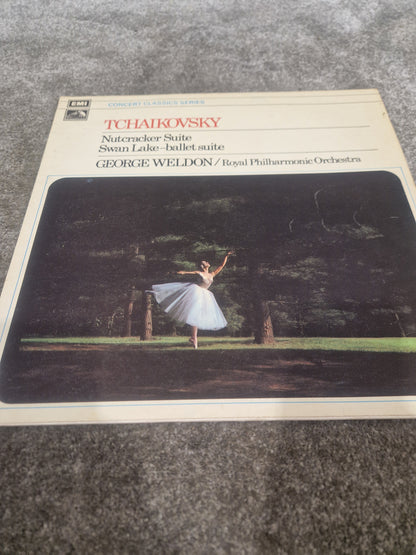 EMI
CONCERT CLASSICS SERIES
TCHAIKOVSKY
Nutcracker Suite
Swan Lake–ballet suite
GEORGE WELDON/Royal Philharmonic Orchestra